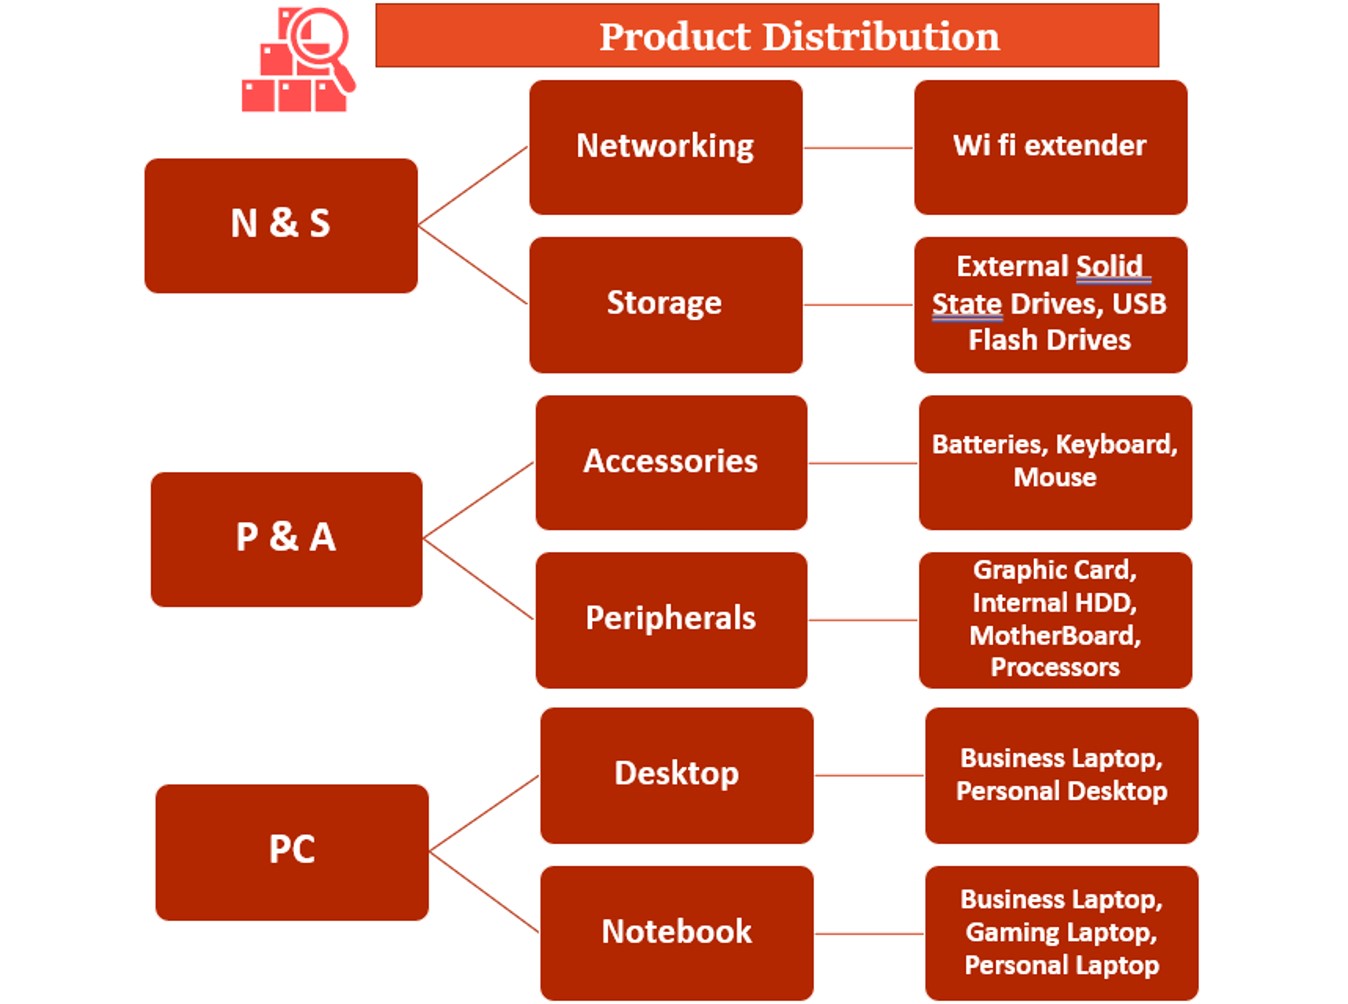 Product Distribution
N & S
Networking
Wi fi extender
Storage
External Solid
State Drives, USB
Flash Drives
P & A
Accessories
Batteries, Keyboard,
Mouse
Peripherals
Graphic Card,
Internal HDD,
MotherBoard,
Processors
PC
Desktop
Business Laptop,
Personal Desktop
Notebook
Business Laptop,
Gaming Laptop,
Personal Laptop